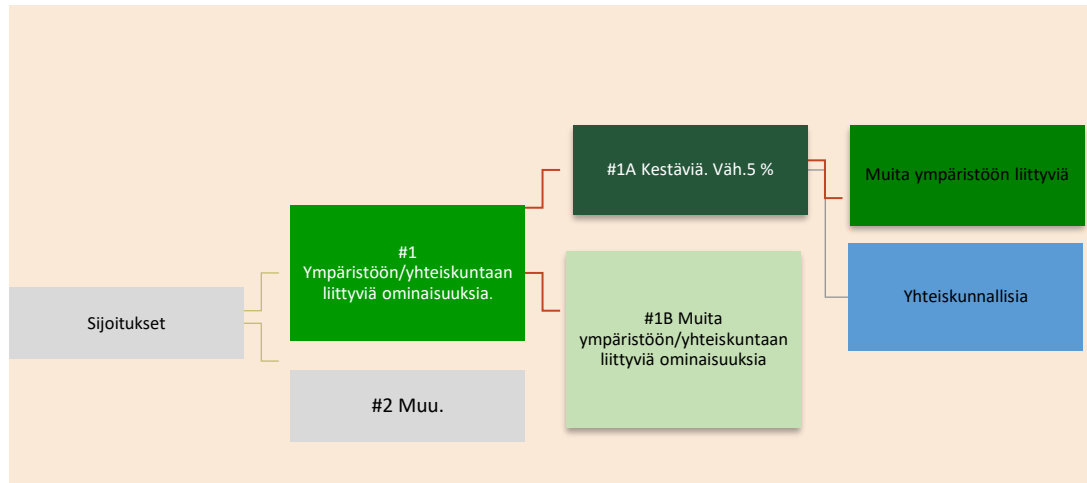 Sijoitukset
#1
Ympäristöön/yhteiskuntaan
liittyviä ominaisuuksia.
#2 Muu.
#1A Kestäviä. Väh.5 %
#1B Muita
ympäristöön/yhteiskuntaan
liittyviä ominaisuuksia
Muita ympäristöön liittyviä
Yhteiskunnallisia